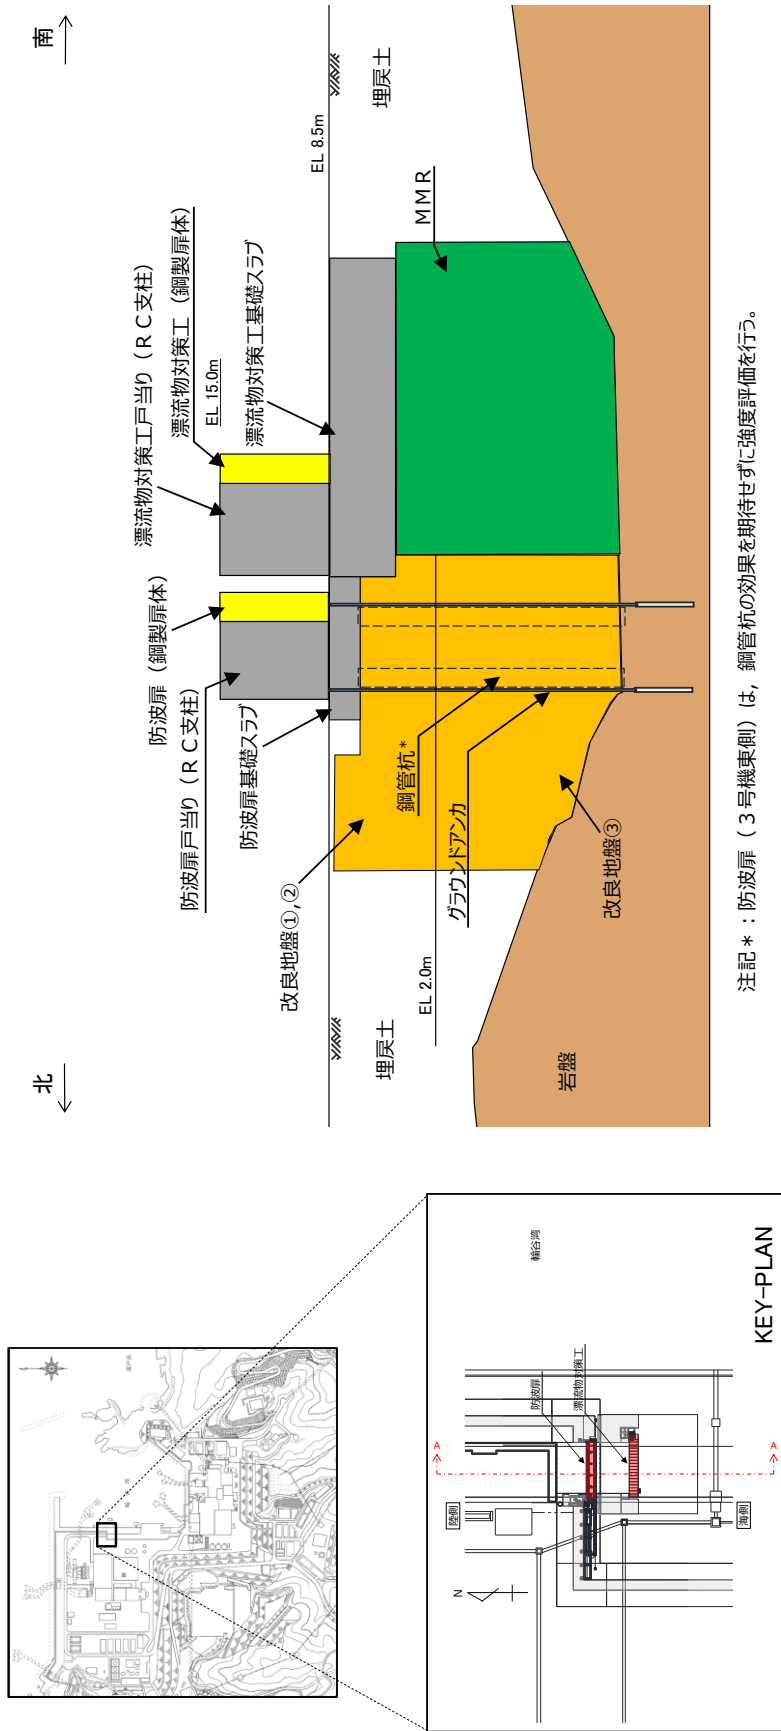 北
南
漂流物対策工戸当り（ＲＣ支柱）
漂流物対策工（鋼製扉体）
EL 15.0m
防波扉（鋼製扉体）
防波扉戸当り（ＲＣ支柱）
漂流物対策工基礎スラブ
防波扉基礎スラブ
EL 8.5m
埋戻土
埋戻土
改良地盤①,②
MMR
鋼管杭*
グラウンドアンカ
EL 2.0m
改良地盤③
岩盤
注記*：防波扉（３号機東側）は，鋼管杭の効果を期待せずに強度評価を行う。
KEY-PLAN
輪谷湾
防波扉
漂流物対策工
A
A
陸側
海側
N